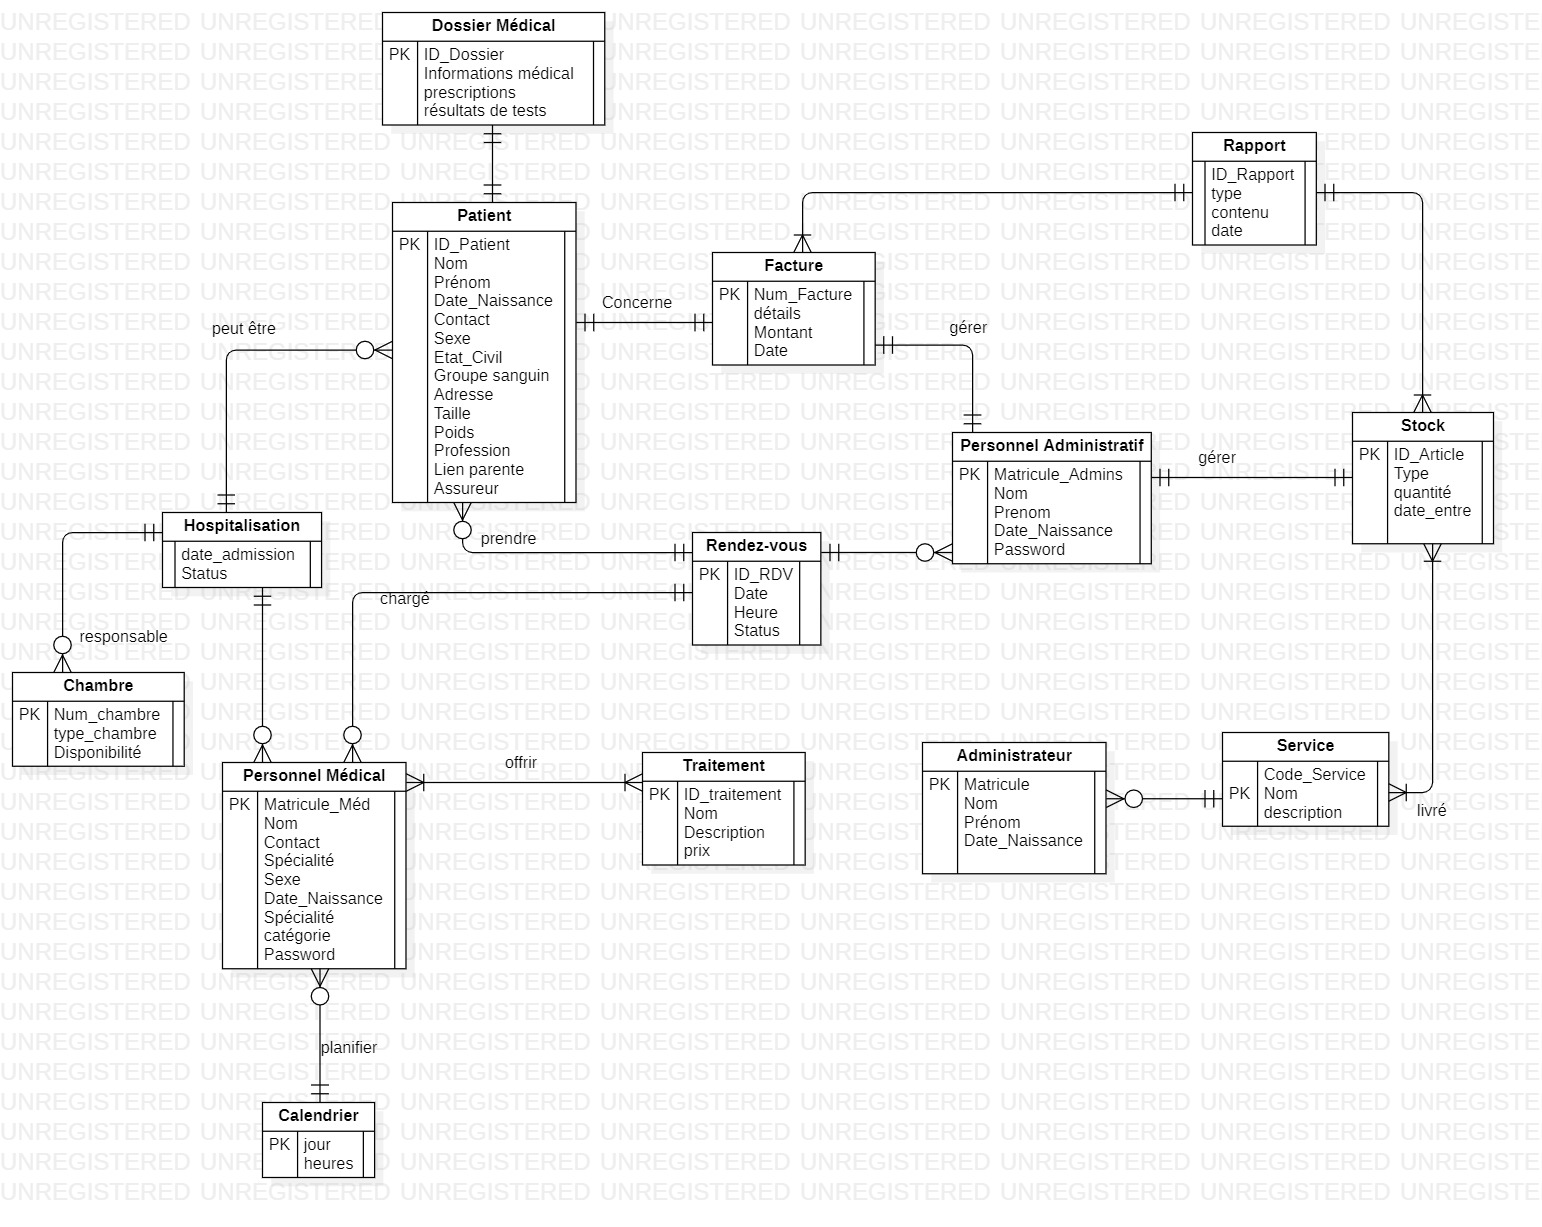 Dossier Médical
PK
ID_Dossier
Informations médical
prescriptions
résultats de tests
Rapport
ID_Rapport
type
contenu
date
Patient
PK
ID_Patient
Nom
Prénom
Date_Naissance
Contact
Sexe
Etat_Civil
Groupe sanguin
Adresse
Taille
Poids
Profession
Lien parente
Assureur
Concerne
Facture
PK
Num_Facture
détails
Montant
Date
gérer
peut être
Personnel Administratif
PK
Matricule_Admins
Nom
Prenom
Date_Naissance
Password
gérer
Stock
PK
ID_Article
Type
quantité
date_entre
Hospitalisation
date_admission
Status
prendre
Rendez-vous
PK
ID_RDV
Date
Heure
Status
chargé
responsable
Chambre
PK
Num_chambre
type_chambre
Disponibilité
Personnel Médical
PK
Matricule_Méd
Nom
Contact
Spécialité
Sexe
Date_Naissance
Spécialité
catégorie
Password
offrir
Traitement
PK
ID_traitement
Nom
Description
prix
Administrateur
PK
Matricule
Nom
Prénom
Date_Naissance
Service
PK
Code_Service
Nom
description
livré
planifier
Calendrier
PK
jour
heures
UNREGISTERED